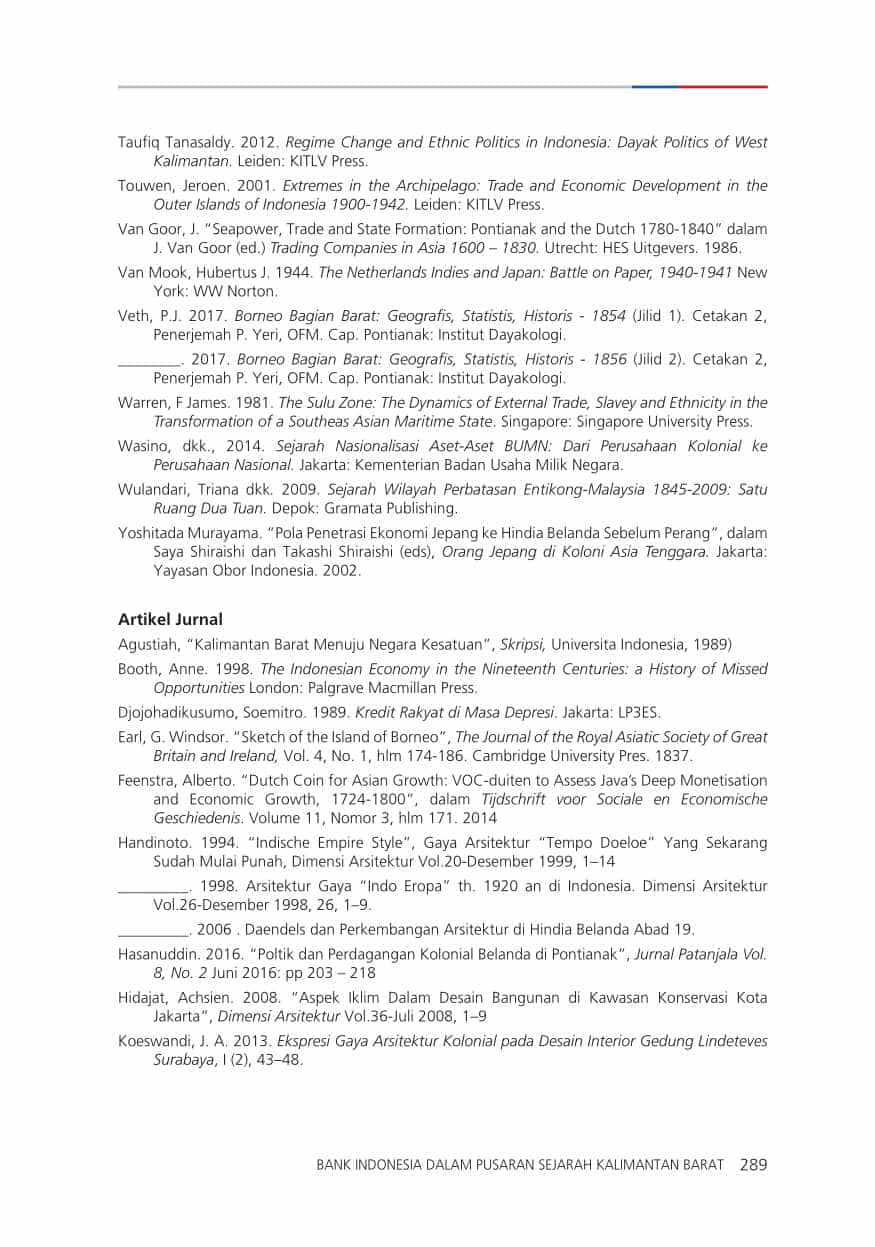 Taufiq Tanasaldy. 2012. Regime Change and Ethnic Politics in Indonesia: Dayak Politics of West
Kalimantan. Leiden: KITLV Press.
Touwen, Jeroen. 2001. Extremes in the Archipelago: Trade and Economic Development in the
Outer Islands of Indonesia 1900-1942. Leiden: KITLV Press.
Van Goor, J. “Seapower, Trade and State Formation: Pontianak and the Dutch 1780-1840” dalam
J. Van Goor (ed.) Trading Companies in Asia 1600 – 1830. Utrecht: HES Uitgevers. 1986.
Van Mook, Hubertus J. 1944. The Netherlands Indies and Japan: Battle on Paper, 1940-1941 New
York: WW Norton.
Veth, P.J. 2017. Borneo Bagian Barat: Geografis, Statistis, Historis - 1854 (Jilid 1). Cetakan 2,
Penerjemah P. Yeri, OFM. Cap. Pontianak: Institut Dayakologi.
________. 2017. Borneo Bagian Barat: Geografis, Statistis, Historis - 1856 (Jilid 2). Cetakan 2,
Penerjemah P. Yeri, OFM. Cap. Pontianak: Institut Dayakologi.
Warren, F James. 1981. The Sulu Zone: The Dynamics of External Trade, Slavey and Ethnicity in the
Transformation of a Southeas Asian Maritime State. Singapore: Singapore University Press.
Wasino, dkk., 2014. Sejarah Nasionalisasi Aset-Aset BUMN: Dari Perusahaan Kolonial ke
Perusahaan Nasional. Jakarta: Kementerian Badan Usaha Milik Negara.
Wulandari, Triana dkk. 2009. Sejarah Wilayah Perbatasan Entikong-Malaysia 1845-2009: Satu
Ruang Dua Tuan. Depok: Gramata Publishing.
Yoshitada Murayama. “Pola Penetrasi Ekonomi Jepang ke Hindia Belanda Sebelum Perang”, dalam
Saya Shiraishi dan Takashi Shiraishi (eds), Orang Jepang di Koloni Asia Tenggara. Jakarta:
Yayasan Obor Indonesia. 2002.
Artikel Jurnal
Agustiah, “Kalimantan Barat Menuju Negara Kesatuan”, Skripsi, Universita Indonesia, 1989)
Booth, Anne. 1998. The Indonesian Economy in the Nineteenth Centuries: a History of Missed
Opportunities London: Palgrave Macmillan Press.
Djojohadikusumo, Soemitro. 1989. Kredit Rakyat di Masa Depresi. Jakarta: LP3ES.
Earl, G. Windsor. “Sketch of the Island of Borneo”, The Journal of the Royal Asiatic Society of Great
Britain and Ireland, Vol. 4, No. 1, hlm 174-186. Cambridge University Pres. 1837.
Feenstra, Alberto. “Dutch Coin for Asian Growth: VOC-duiten to Assess Java’s Deep Monetisation
and Economic Growth, 1724-1800”, dalam Tijdschrift voor Sociale en Economische
Geschiedenis. Volume 11, Nomor 3, hlm 171. 2014
Handinoto. 1994. “Indische Empire Style”, Gaya Arsitektur “Tempo Doeloe” Yang Sekarang
Sudah Mulai Punah, Dimensi Arsitektur Vol.20-Desember 1999, 1–14
_________. 1998. Arsitektur Gaya “Indo Eropa” th. 1920 an di Indonesia. Dimensi Arsitektur
Vol.26-Desember 1998, 26, 1–9.
_________. 2006 . Daendels dan Perkembangan Arsitektur di Hindia Belanda Abad 19.
Hasanuddin. 2016. “Poltik dan Perdagangan Kolonial Belanda di Pontianak”, Jurnal Patanjala Vol.
8, No. 2 Juni 2016: pp 203 – 218
Hidajat, Achsien. 2008. “Aspek Iklim Dalam Desain Bangunan di Kawasan Konservasi Kota
Jakarta”, Dimensi Arsitektur Vol.36-Juli 2008, 1–9
Koeswandi, J. A. 2013. Ekspresi Gaya Arsitektur Kolonial pada Desain Interior Gedung Lindeteves
Surabaya, I (2), 43–48.
BANK INDONESIA DALAM PUSARAN SEJARAH KALIMANTAN BARAT 289